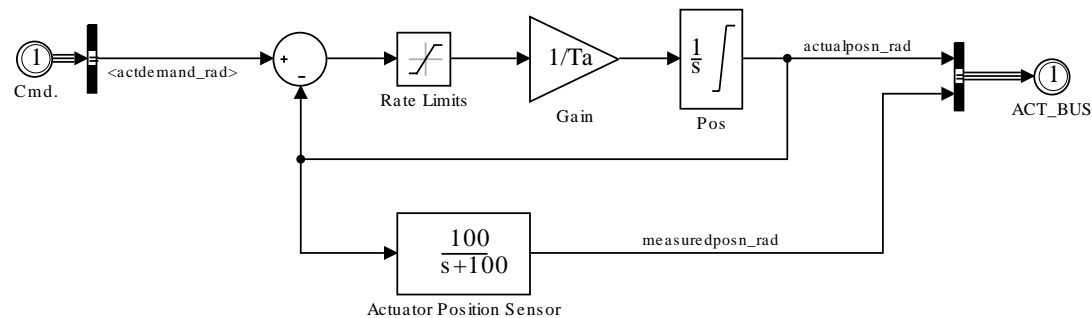 1
Cmd.
<actdemand_rad>
+
−
Rate Limits
1/Ta
Gain
1
s
Pos
actualposn_rad
1
ACT_BUS
measuredposn_rad
100
s+100
Actuator Position Sensor